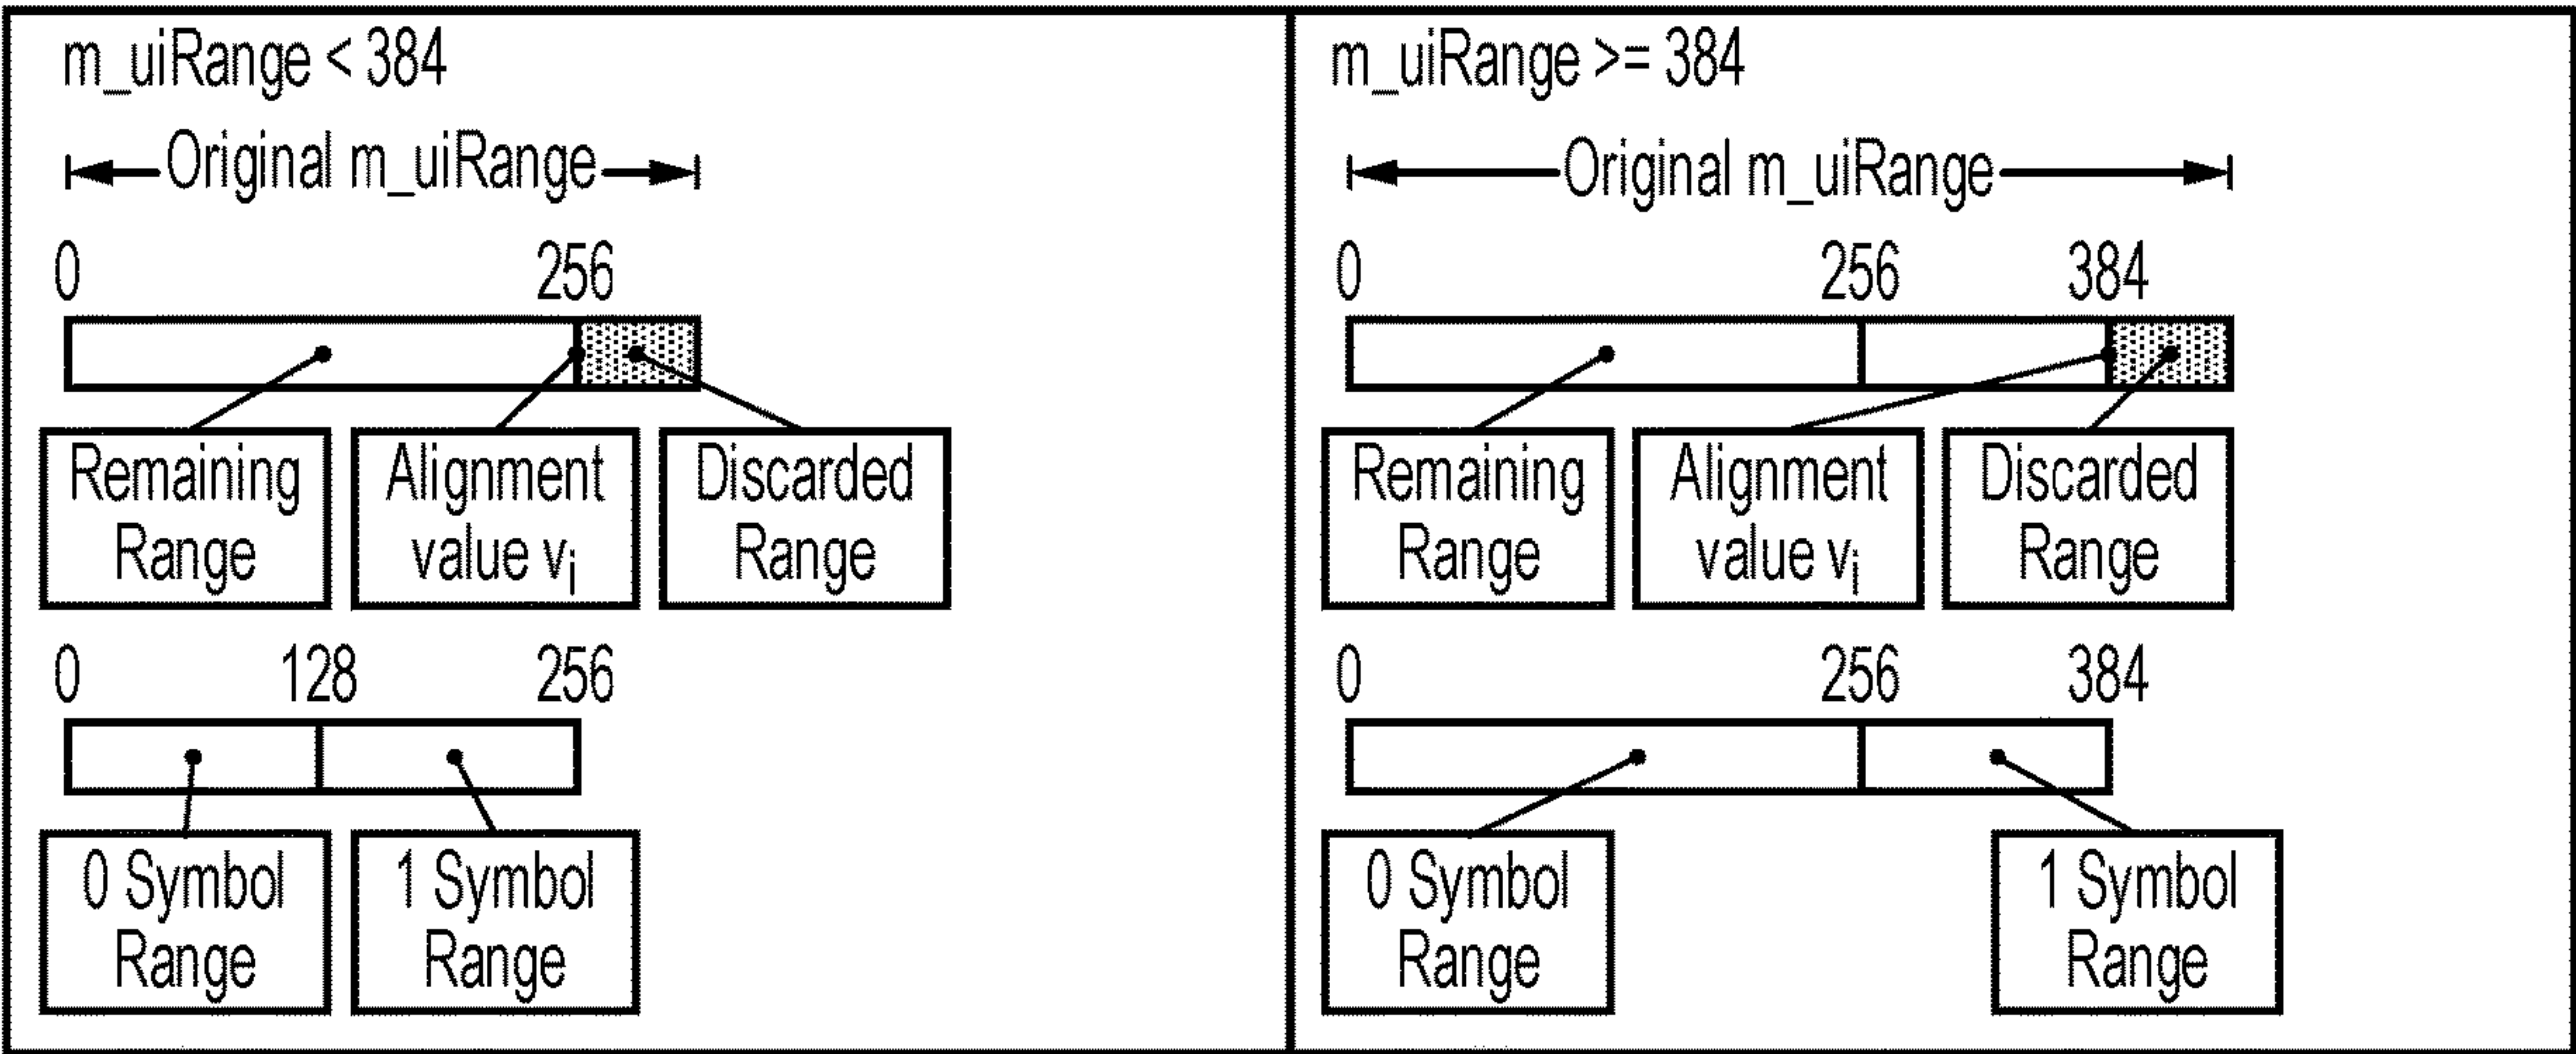 m_uiRange < 384
Original m_uiRange
0 256
Remaining
Range
Alignment
value vi
Discarded
Range
0 128 256
0 Symbol
Range
1 Symbol
Range
m_uiRange >= 384
Original m_uiRange
0 256 384
Remaining
Range
Alignment
value vi
Discarded
Range
0 256 384
0 Symbol
Range
1 Symbol
Range